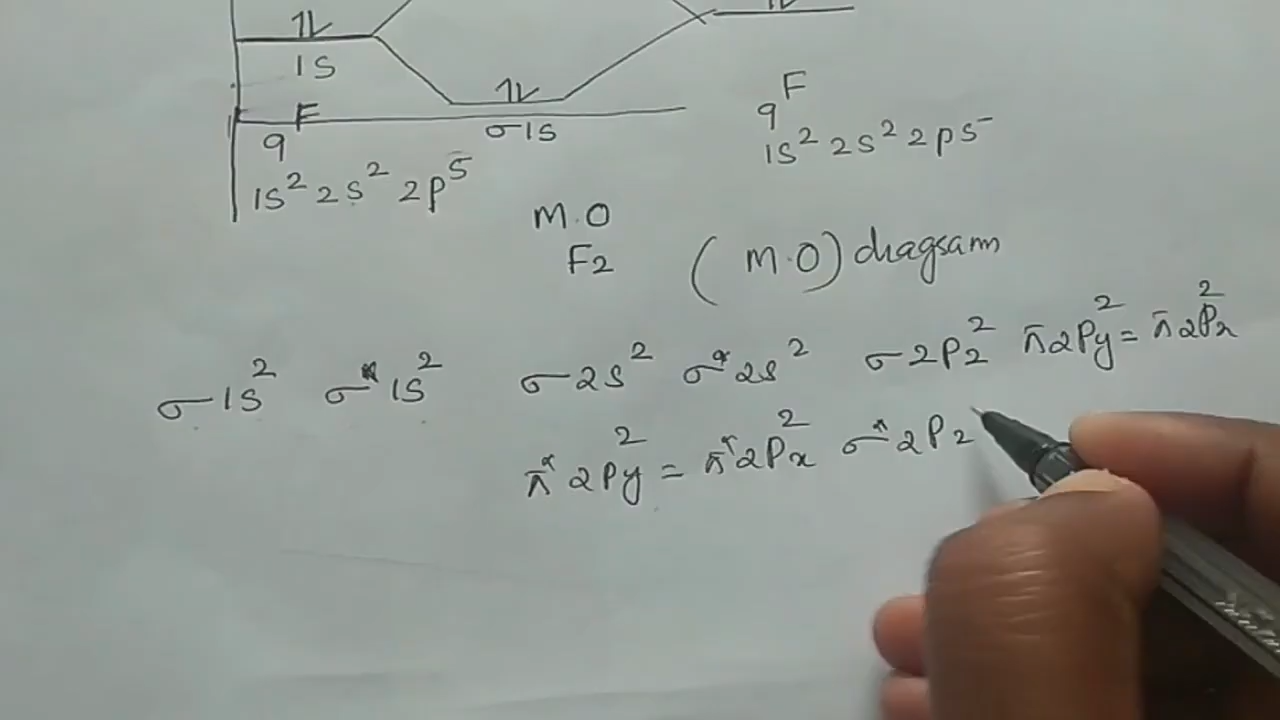 1s
σ1s
9F
1s² 2s² 2p⁵
9F
1s² 2s² 2p⁵
M.O
F2
(M.O) diagsam
σ1s² σ*1s² σ2s² σ*2s² σ2Pz² π2Py² = π2Px²
π*2Py² = π*2Px² σ*2Pz